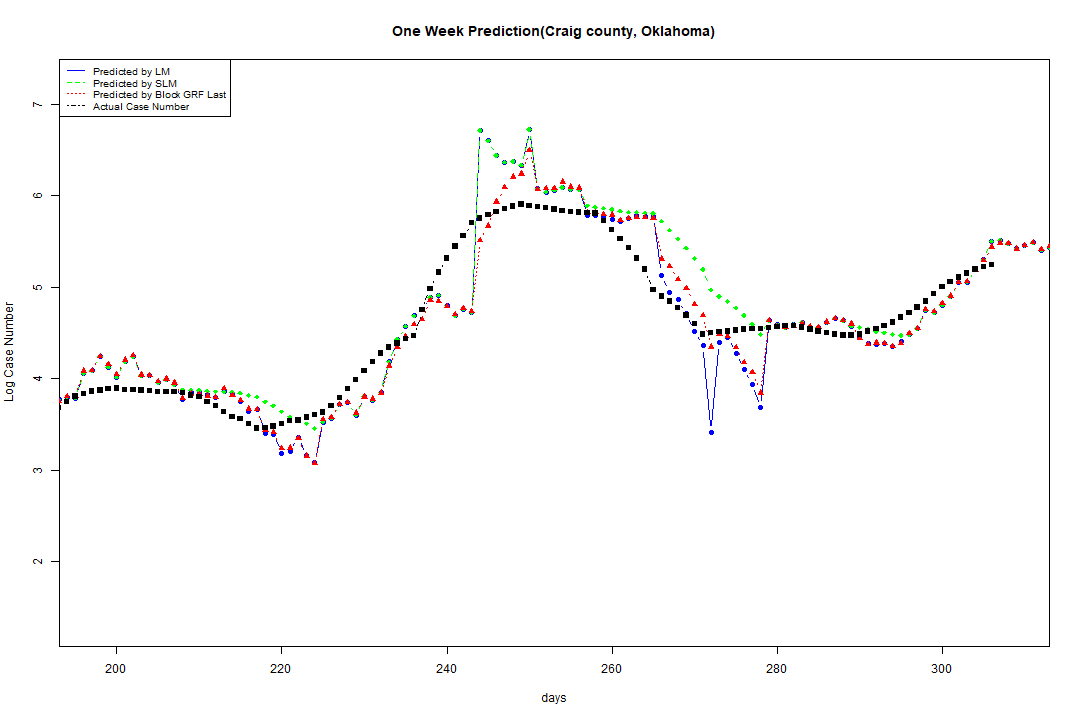 One Week Prediction(Craig county, Oklahoma)
Predicted by LM
Predicted by SLM
Predicted by Block GRF Last
Actual Case Number
7
6
5
4
3
2
Log Case Number
200 220 240 260 280 300
days